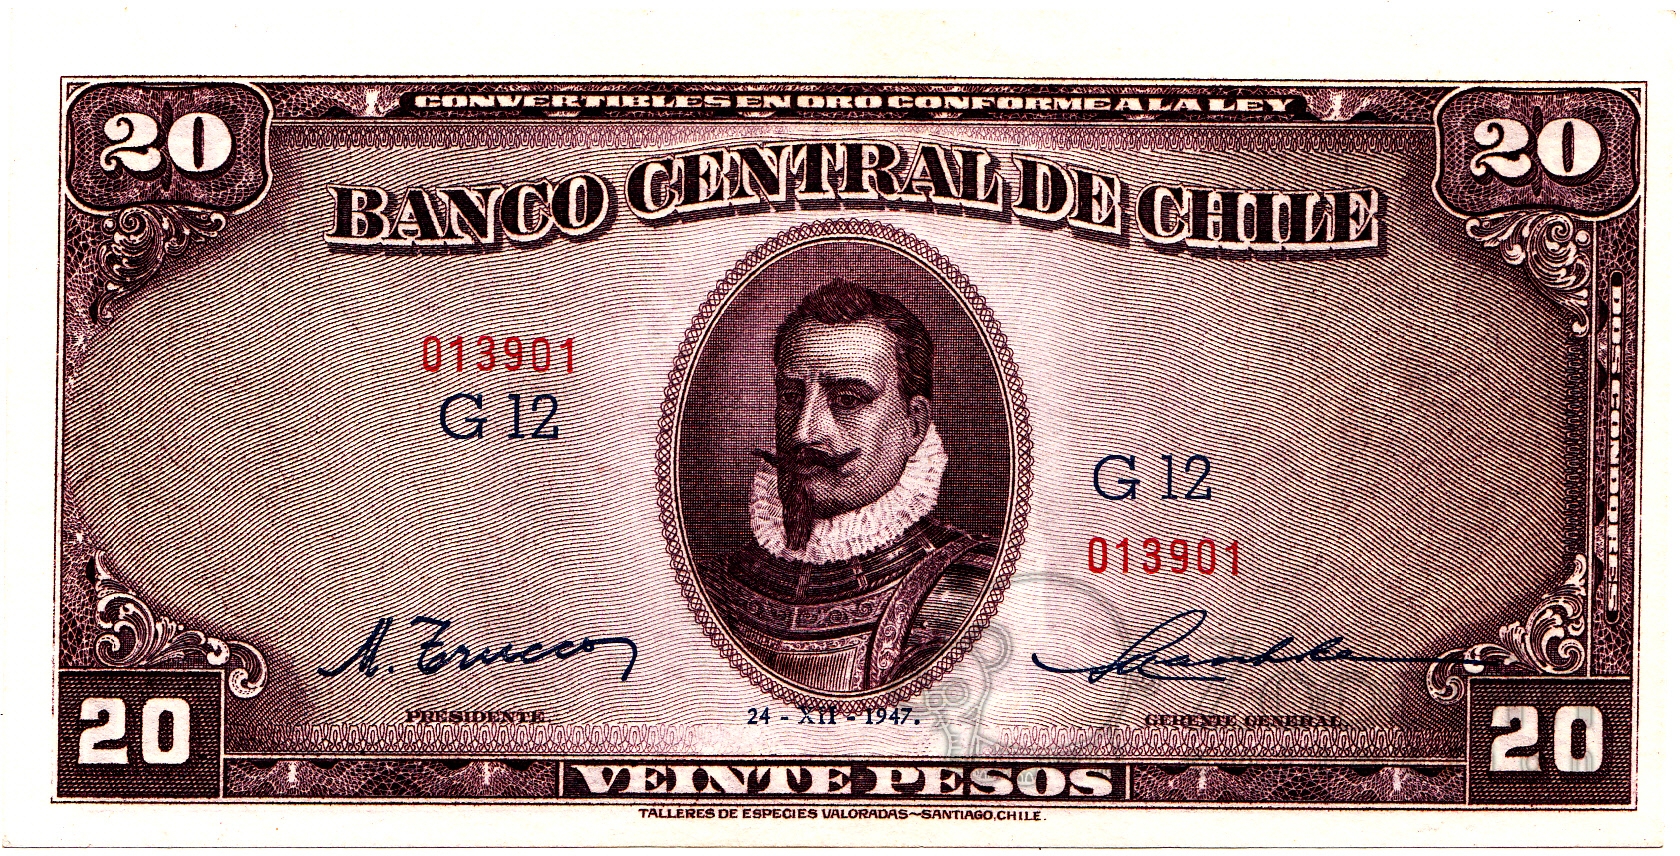 CONVERTIBLES EN ORO CONFORME A LA LEY
20
20
BANCO CENTRAL DE CHILE
013901
G 12
G 12
013901
DOS CONDORES
M. Trucco
PRESIDENTE.
24 - XII - 1947.
GERENTE GENERAL.
20
VEINTE PESOS
20
TALLERES DE ESPECIES VALORADAS~SANTIAGO, CHILE.